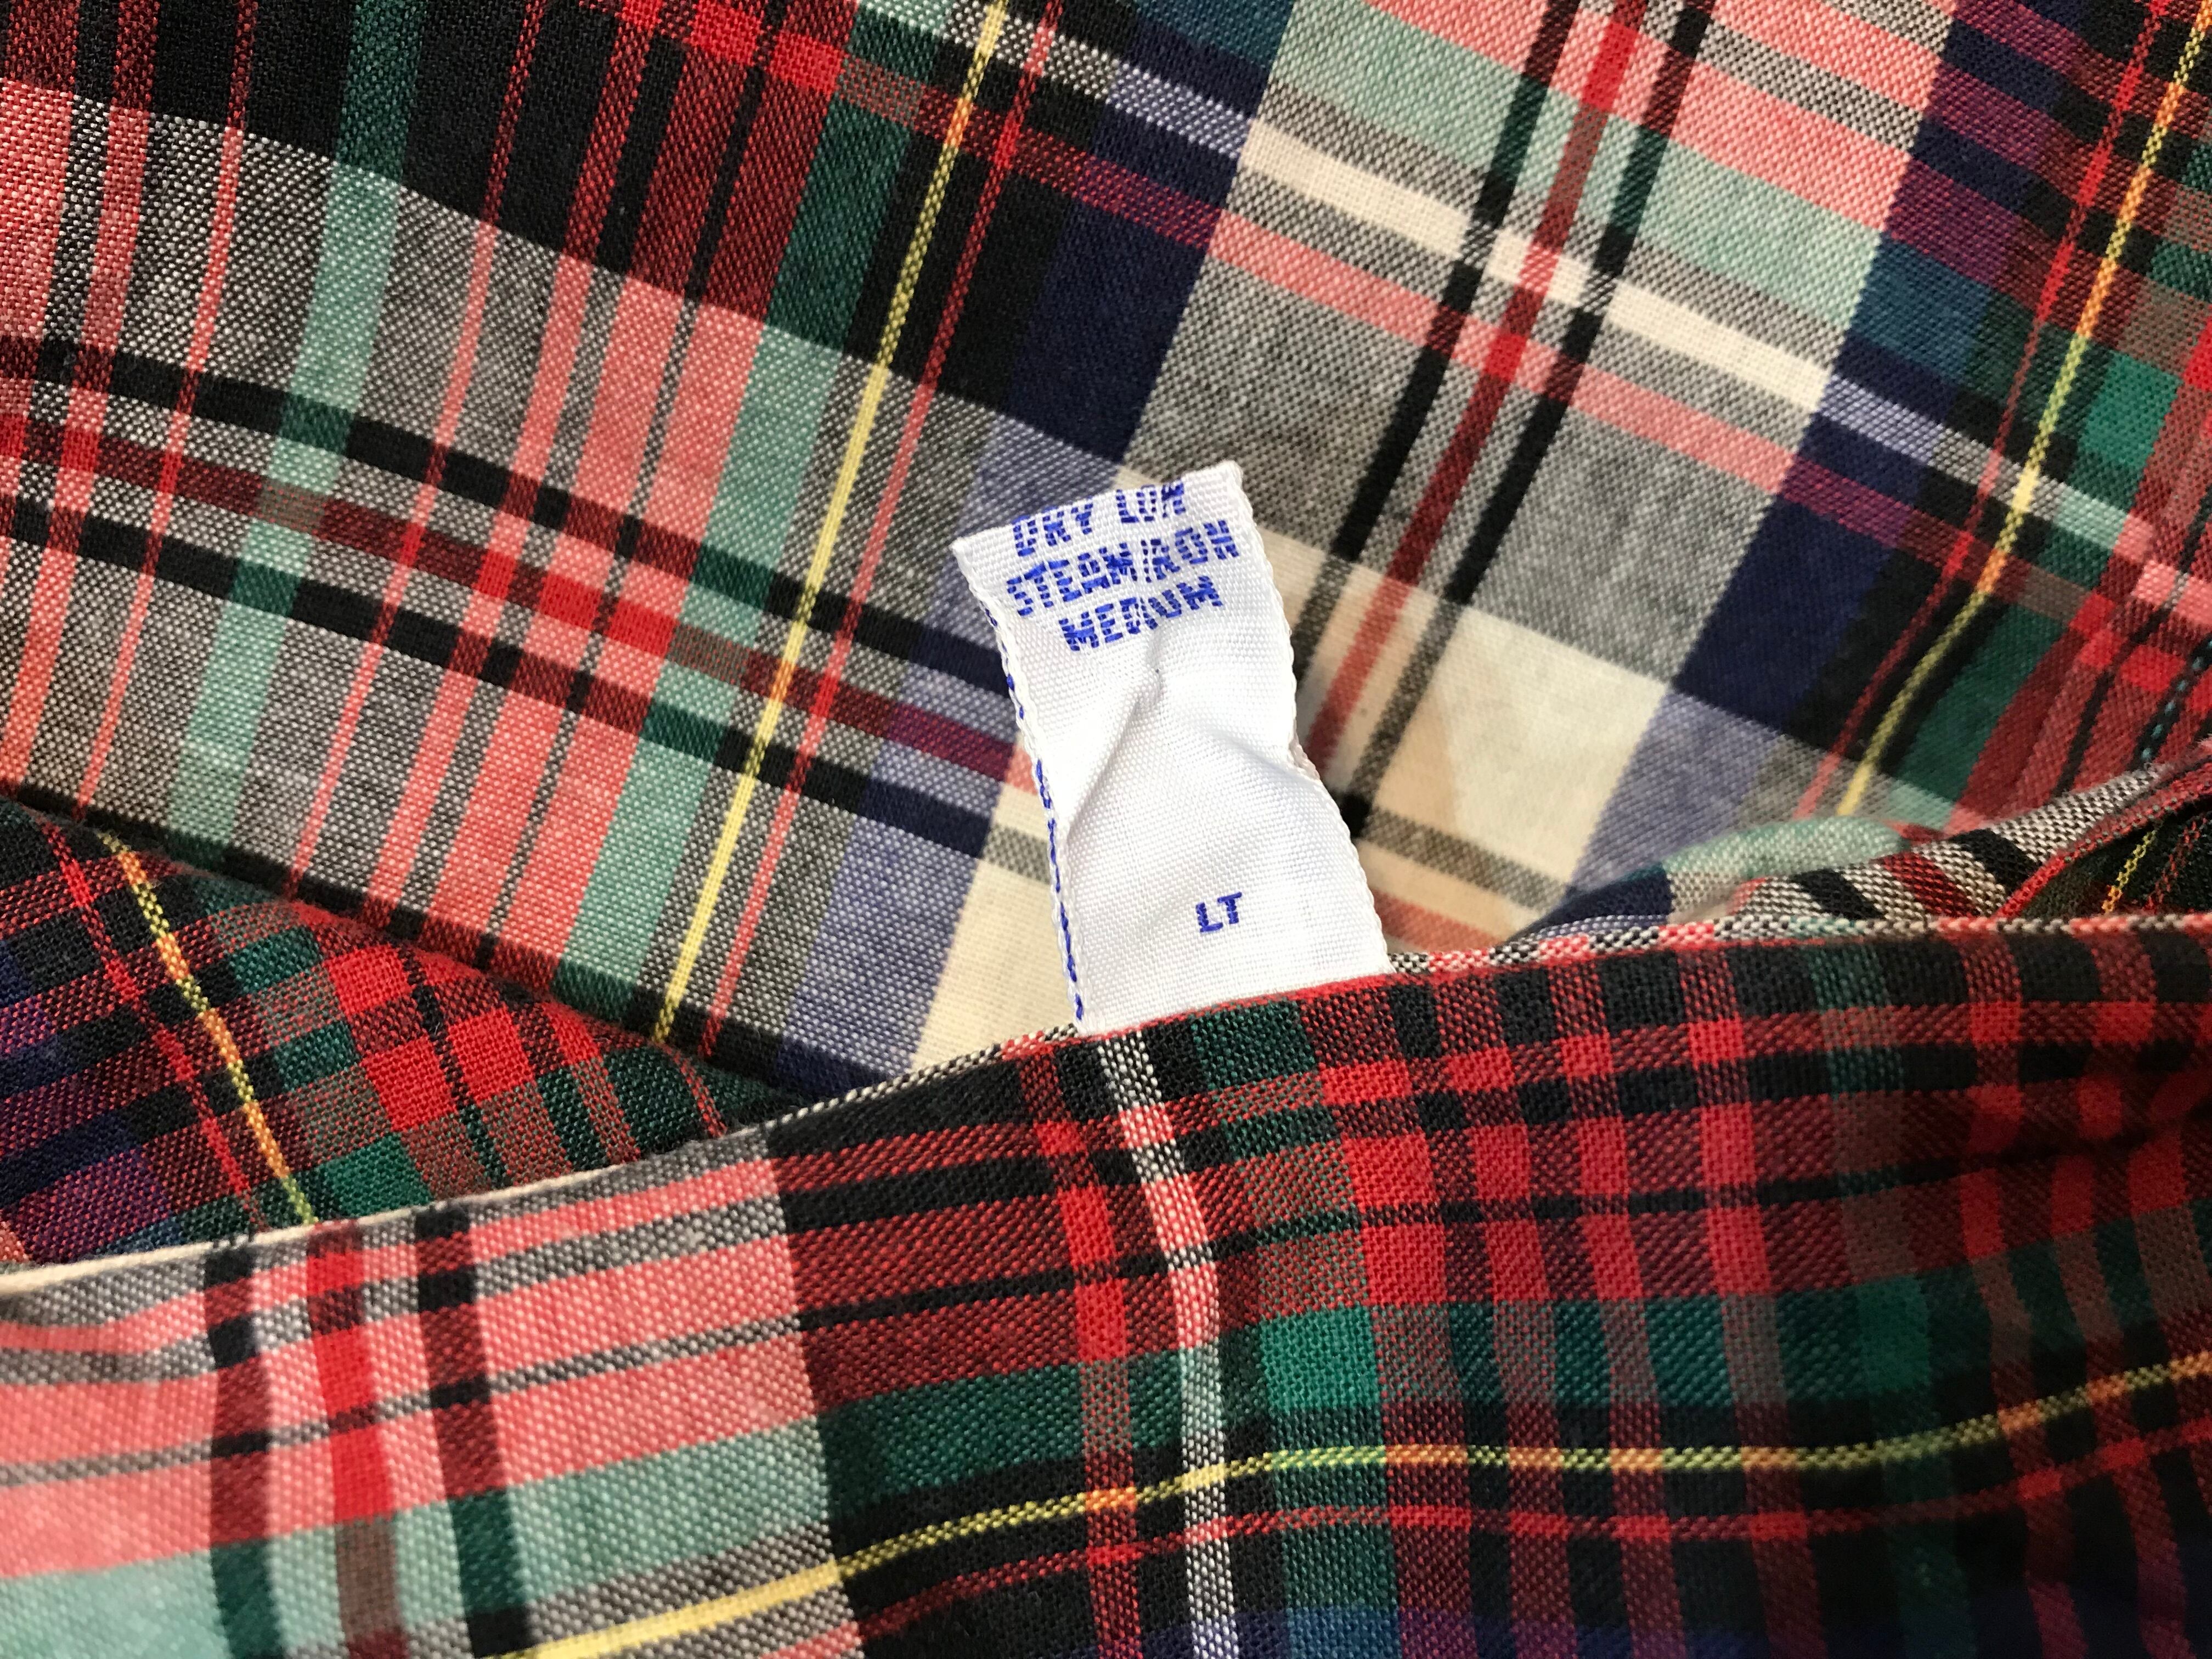 DRY LOW
STEAM IRON
MEDIUM
LT